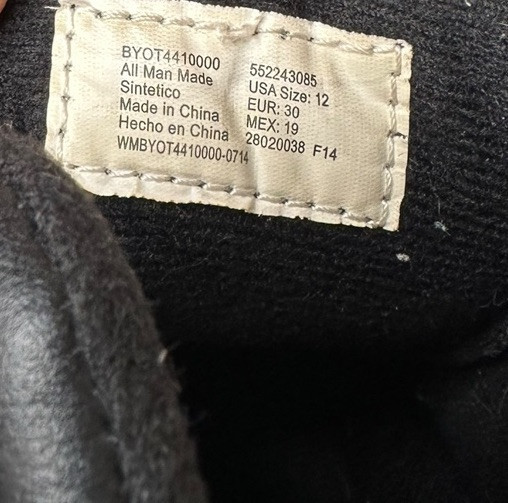 BYOT4410000
All Man Made
Sintetico
Made in China
Hecho en China
WMBYOT4410000-0714
552243085
USA Size: 12
EUR: 30
MEX: 19
28020038 F14